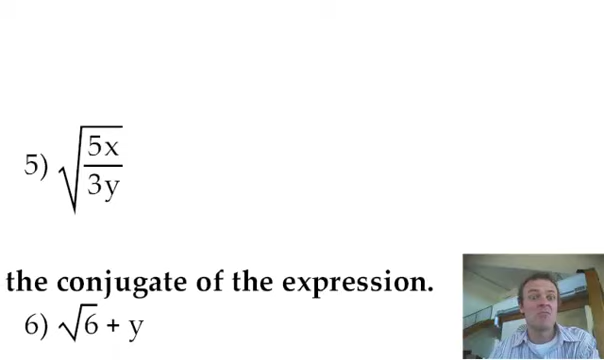 5) √(5x/3y)
the conjugate of the expression.
6) √6 + y